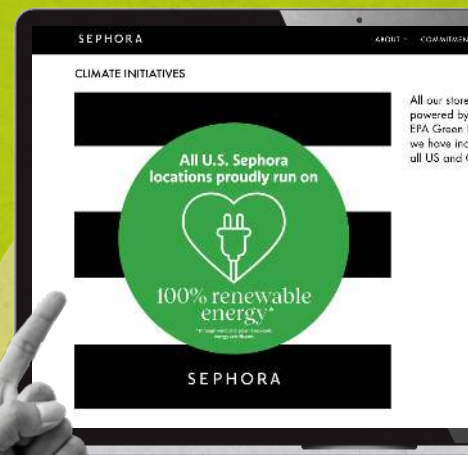 SEPHORA
ABOUT
CLIMATE INITIATIVES
All our store
powered by
EPA Green
we have inc
all US and
All U.S. Sephora
locations proudly run on
100% renewable
energy*
SEPHORA